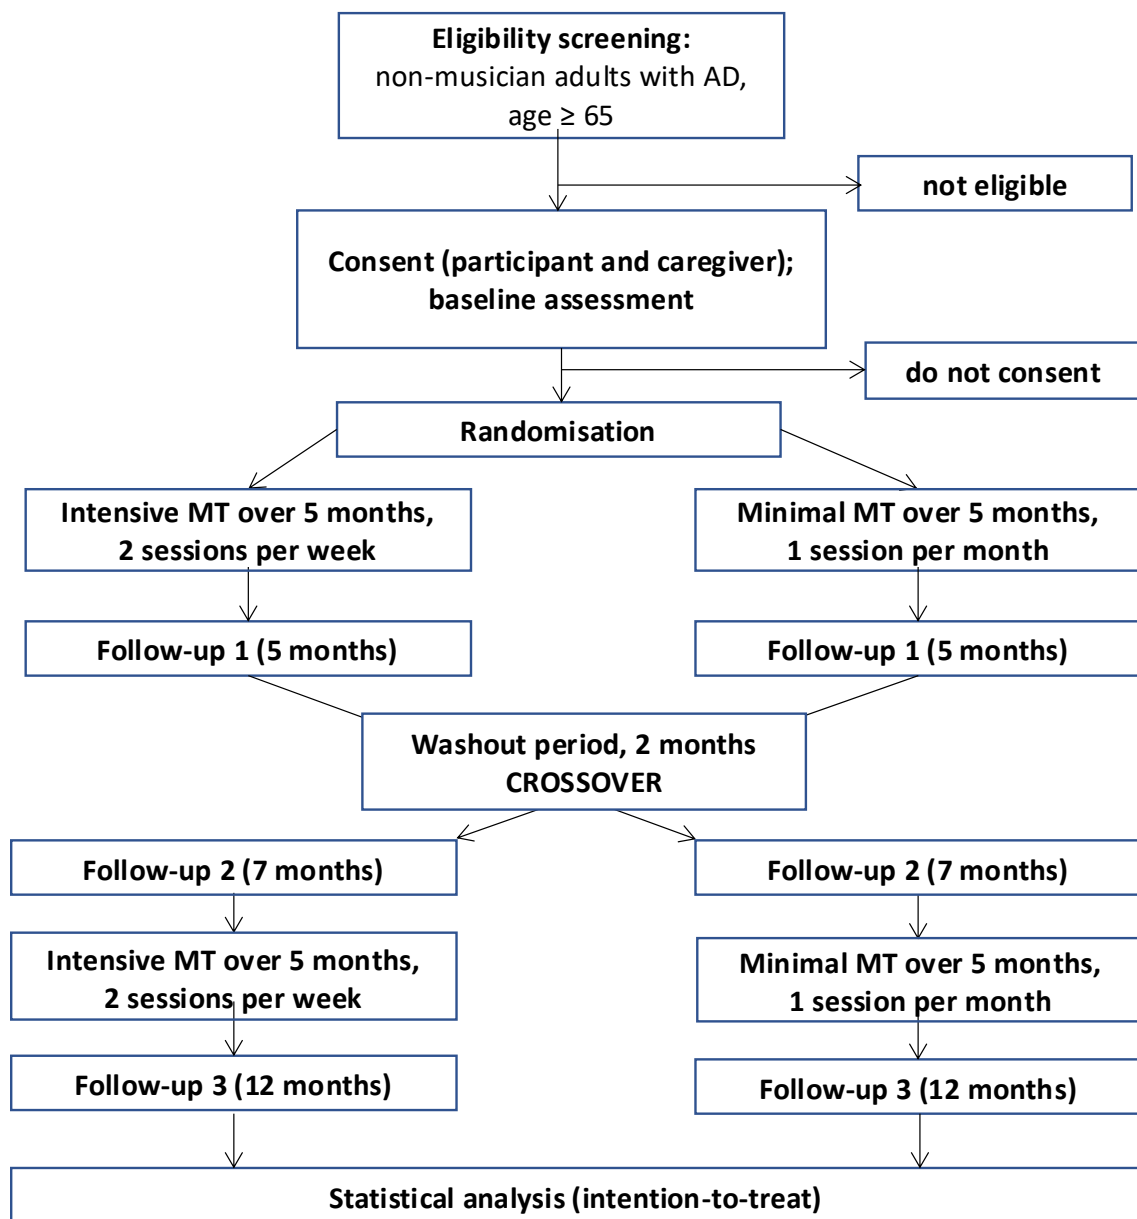 Eligibility screening:
non-musician adults with AD,
age ≥ 65
not eligible
Consent (participant and caregiver);
baseline assessment
do not consent
Randomisation
Intensive MT over 5 months,
2 sessions per week
Minimal MT over 5 months,
1 session per month
Follow-up 1 (5 months)
Follow-up 1 (5 months)
Washout period, 2 months
CROSSOVER
Follow-up 2 (7 months)
Follow-up 2 (7 months)
Intensive MT over 5 months,
2 sessions per week
Minimal MT over 5 months,
1 session per month
Follow-up 3 (12 months)
Follow-up 3 (12 months)
Statistical analysis (intention-to-treat)